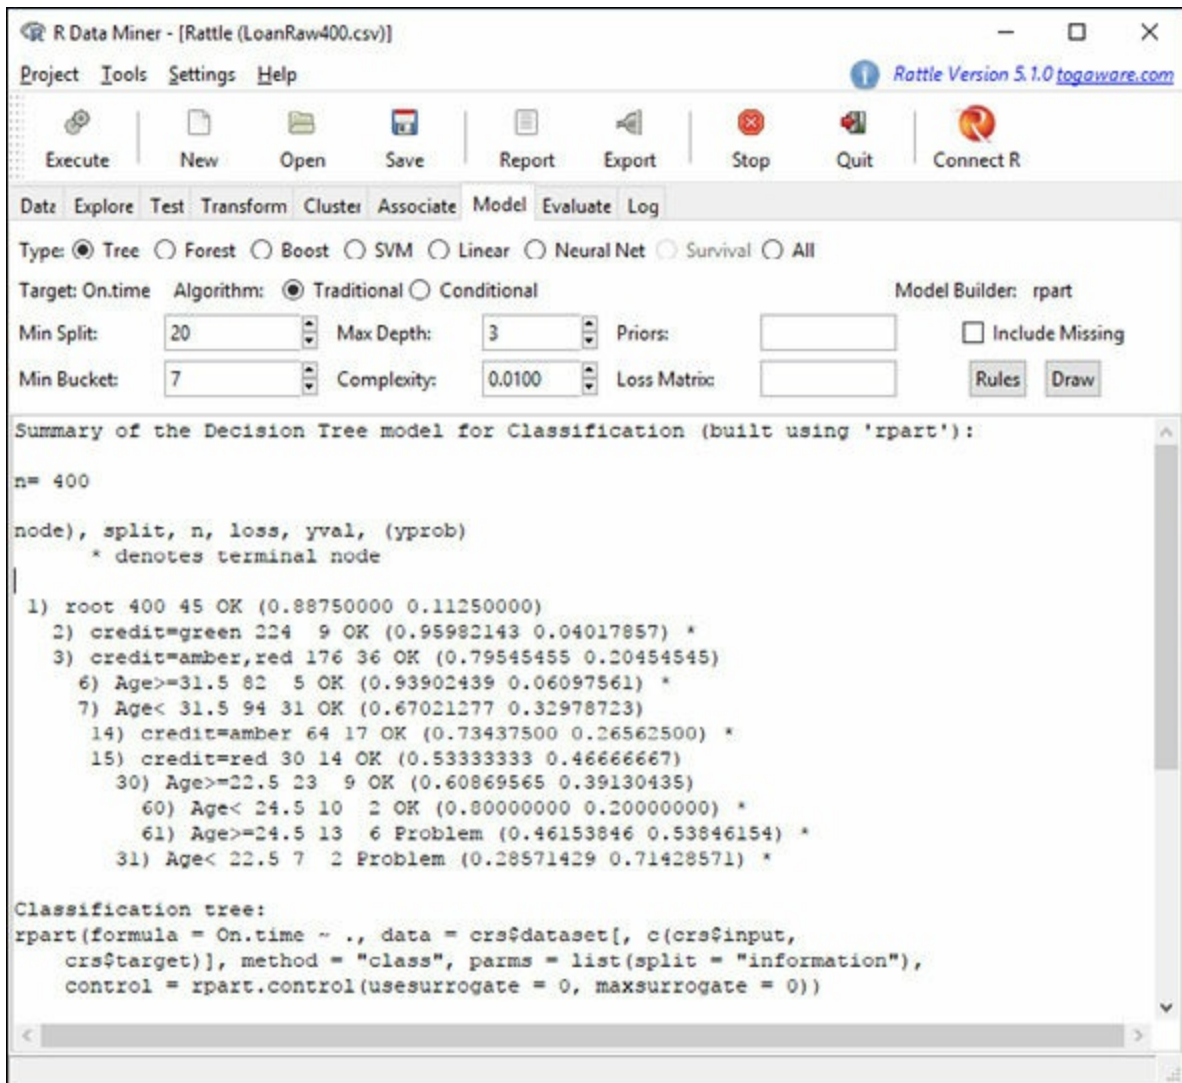 R Data Miner - [Rattle (LoanRaw400.csv)]
Project Tools Settings Help Rattle Version 5.1.0 togaware.com
Execute New Open Save Report Export Stop Quit Connect R
Data Explore Test Transform Cluster Associate Model Evaluate Log
Type: Tree Forest Boost SVM Linear Neural Net Survival All
Target: On.time Algorithm: Traditional Conditional Model Builder: rpart
Min Split: 20 Max Depth: 3 Priors: Include Missing
Min Bucket: 7 Complexity: 0.0100 Loss Matrix: Rules Draw
Summary of the Decision Tree model for Classification (built using 'rpart'):
n= 400
node), split, n, loss, yval, (yprob)
* denotes terminal node
1) root 400 45 OK (0.88750000 0.11250000)
2) credit=green 224 9 OK (0.95982143 0.04017857) *
3) credit=amber,red 176 36 OK (0.79545455 0.20454545)
6) Age>=31.5 82 5 OK (0.93902439 0.06097561) *
7) Age< 31.5 94 31 OK (0.67021277 0.32978723)
14) credit=amber 64 17 OK (0.73437500 0.26562500) *
15) credit=red 30 14 OK (0.53333333 0.46666667)
30) Age>=22.5 23 9 OK (0.60869565 0.39130435)
60) Age< 24.5 10 2 OK (0.80000000 0.20000000) *
61) Age>=24.5 13 6 Problem (0.46153846 0.53846154) *
31) Age< 22.5 7 2 Problem (0.28571429 0.71428571) *
Classification tree:
rpart(formula = On.time ~ ., data = crs$dataset[, c(crs$input,
crs$target)], method = "class", parms = list(split = "information"),
control = rpart.control(usesurrogate = 0, maxsurrogate = 0))